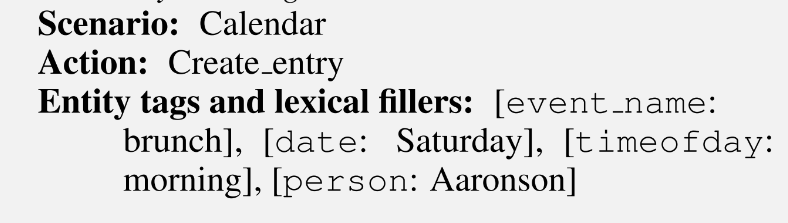 Scenario: Calendar
Action: Create_entry
Entity tags and lexical fillers: [event_name:
brunch], [date: Saturday], [timeofday:
morning], [person: Aaronson]